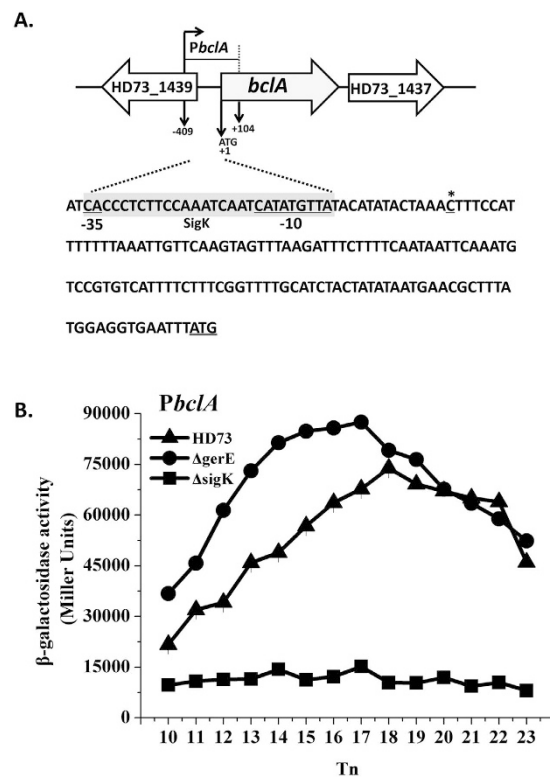 A.
PbclA
HD73_1439
bclA
HD73_1437
-409
+104
ATG
+1
ATCACCCTCTTCCAAATCAATCATATGTTATACATATACTAAACTTTCCAT
*
-35
SigK
-10
TTTTTTAAATTGTTCAAGTAGTTTAAGATTTCTTTTCAATAATTCAAATG
TCCGTGTCATTTTCTTTCGGTTTTGCATCTACTATATAATGAACGCTTTA
TGGAGGTGAATTTATG
B.
PbclA
HD73
ΔgerE
ΔsigK
β-galactosidase activity
(Miller Units)
90000
75000
60000
45000
30000
15000
0
10 11 12 13 14 15 16 17 18 19 20 21 22 23
Tn